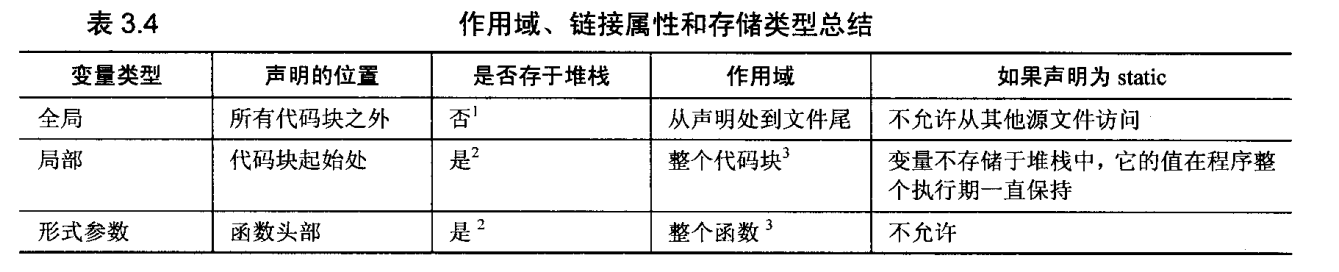 表 3.4 作用域、链接属性和存储类型总结
变量类型 声明的位置 是否存于堆栈 作用域 如果声明为 static
全局 所有代码块之外 否¹ 从声明处到文件尾 不允许从其他源文件访问
局部 代码块起始处 是² 整个代码块³ 变量不存储于堆栈中，它的值在程序整
个执行期一直保持
形式参数 函数头部 是² 整个函数³ 不允许